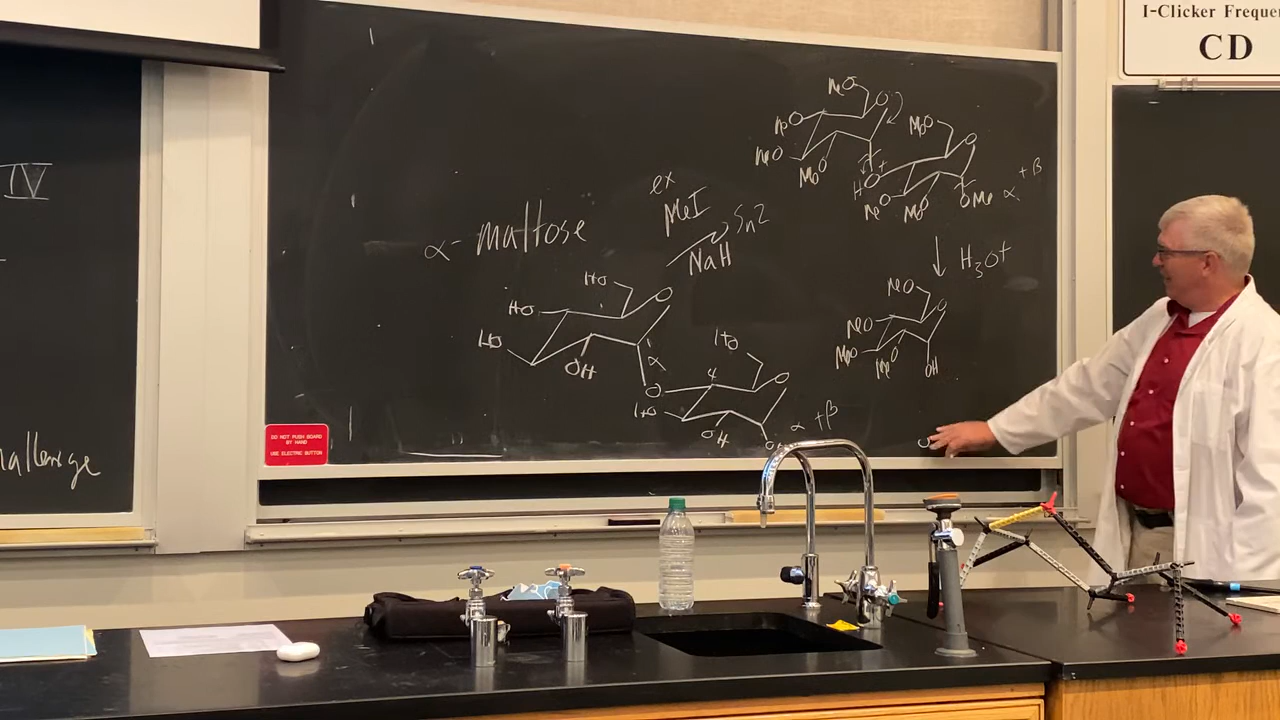 I-Clicker
CD
IV
allenge
DO NOT PUSH BOARD
BY HAND
USE ELECTRIC BUTTON
α- maltose
ex
MeI
NaH
Sn2
HO
HO
HO
OH
α
O
O
HO
4
O
HO
OH
α + β
MeO
O
MeO
MeO
O
MeO
H
O
+
MeO
MeO
OMe
α + β
H3O+
MeO
O
MeO
MeO
MeO
OH